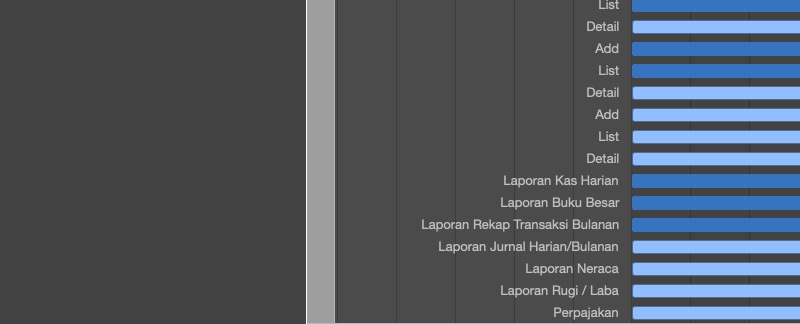 List
Detail
Add
List
Detail
Add
List
Detail
Laporan Kas Harian
Laporan Buku Besar
Laporan Rekap Transaksi Bulanan
Laporan Jurnal Harian/Bulanan
Laporan Neraca
Laporan Rugi / Laba
Perpajakan